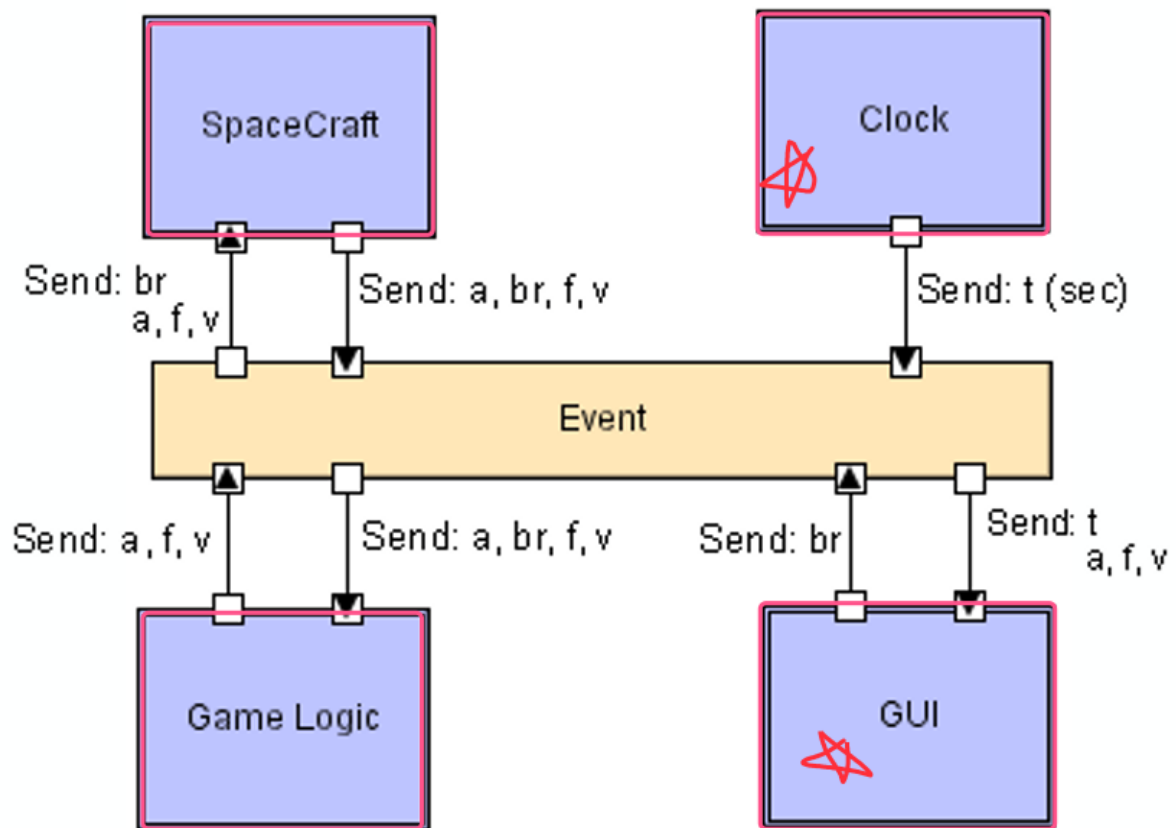 SpaceCraft
Clock
Send: br
a, f, v
Send: a, br, f, v
Send: t (sec)
Event
Send: a, f, v
Send: a, br, f, v
Send: br
Send: t
a, f, v
Game Logic
GUI